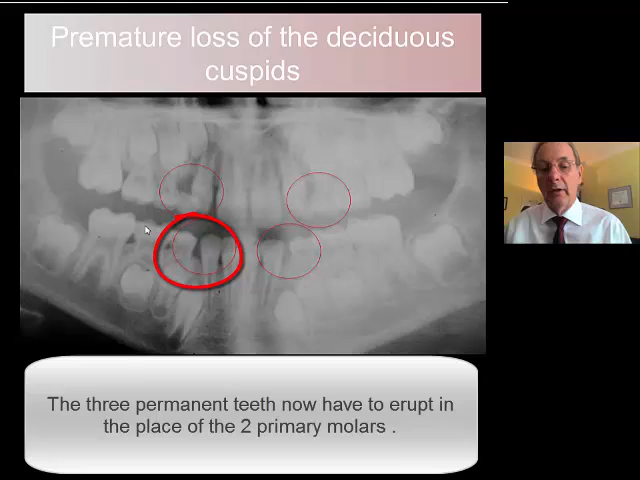 Premature loss of the deciduous
cuspids
The three permanent teeth now have to erupt in
the place of the 2 primary molars .